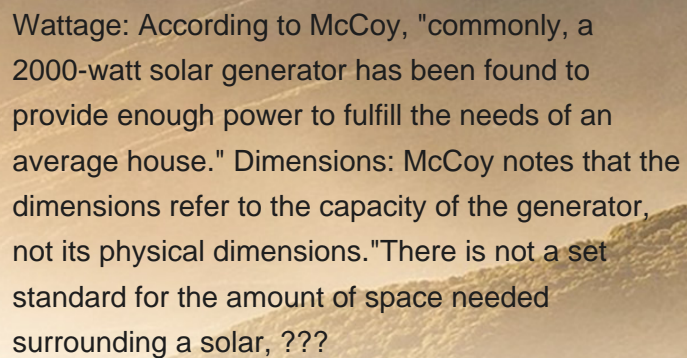 Wattage: According to McCoy, "commonly, a
2000-watt solar generator has been found to
provide enough power to fulfill the needs of an
average house." Dimensions: McCoy notes that the
dimensions refer to the capacity of the generator,
not its physical dimensions."There is not a set
standard for the amount of space needed
surrounding a solar, ???